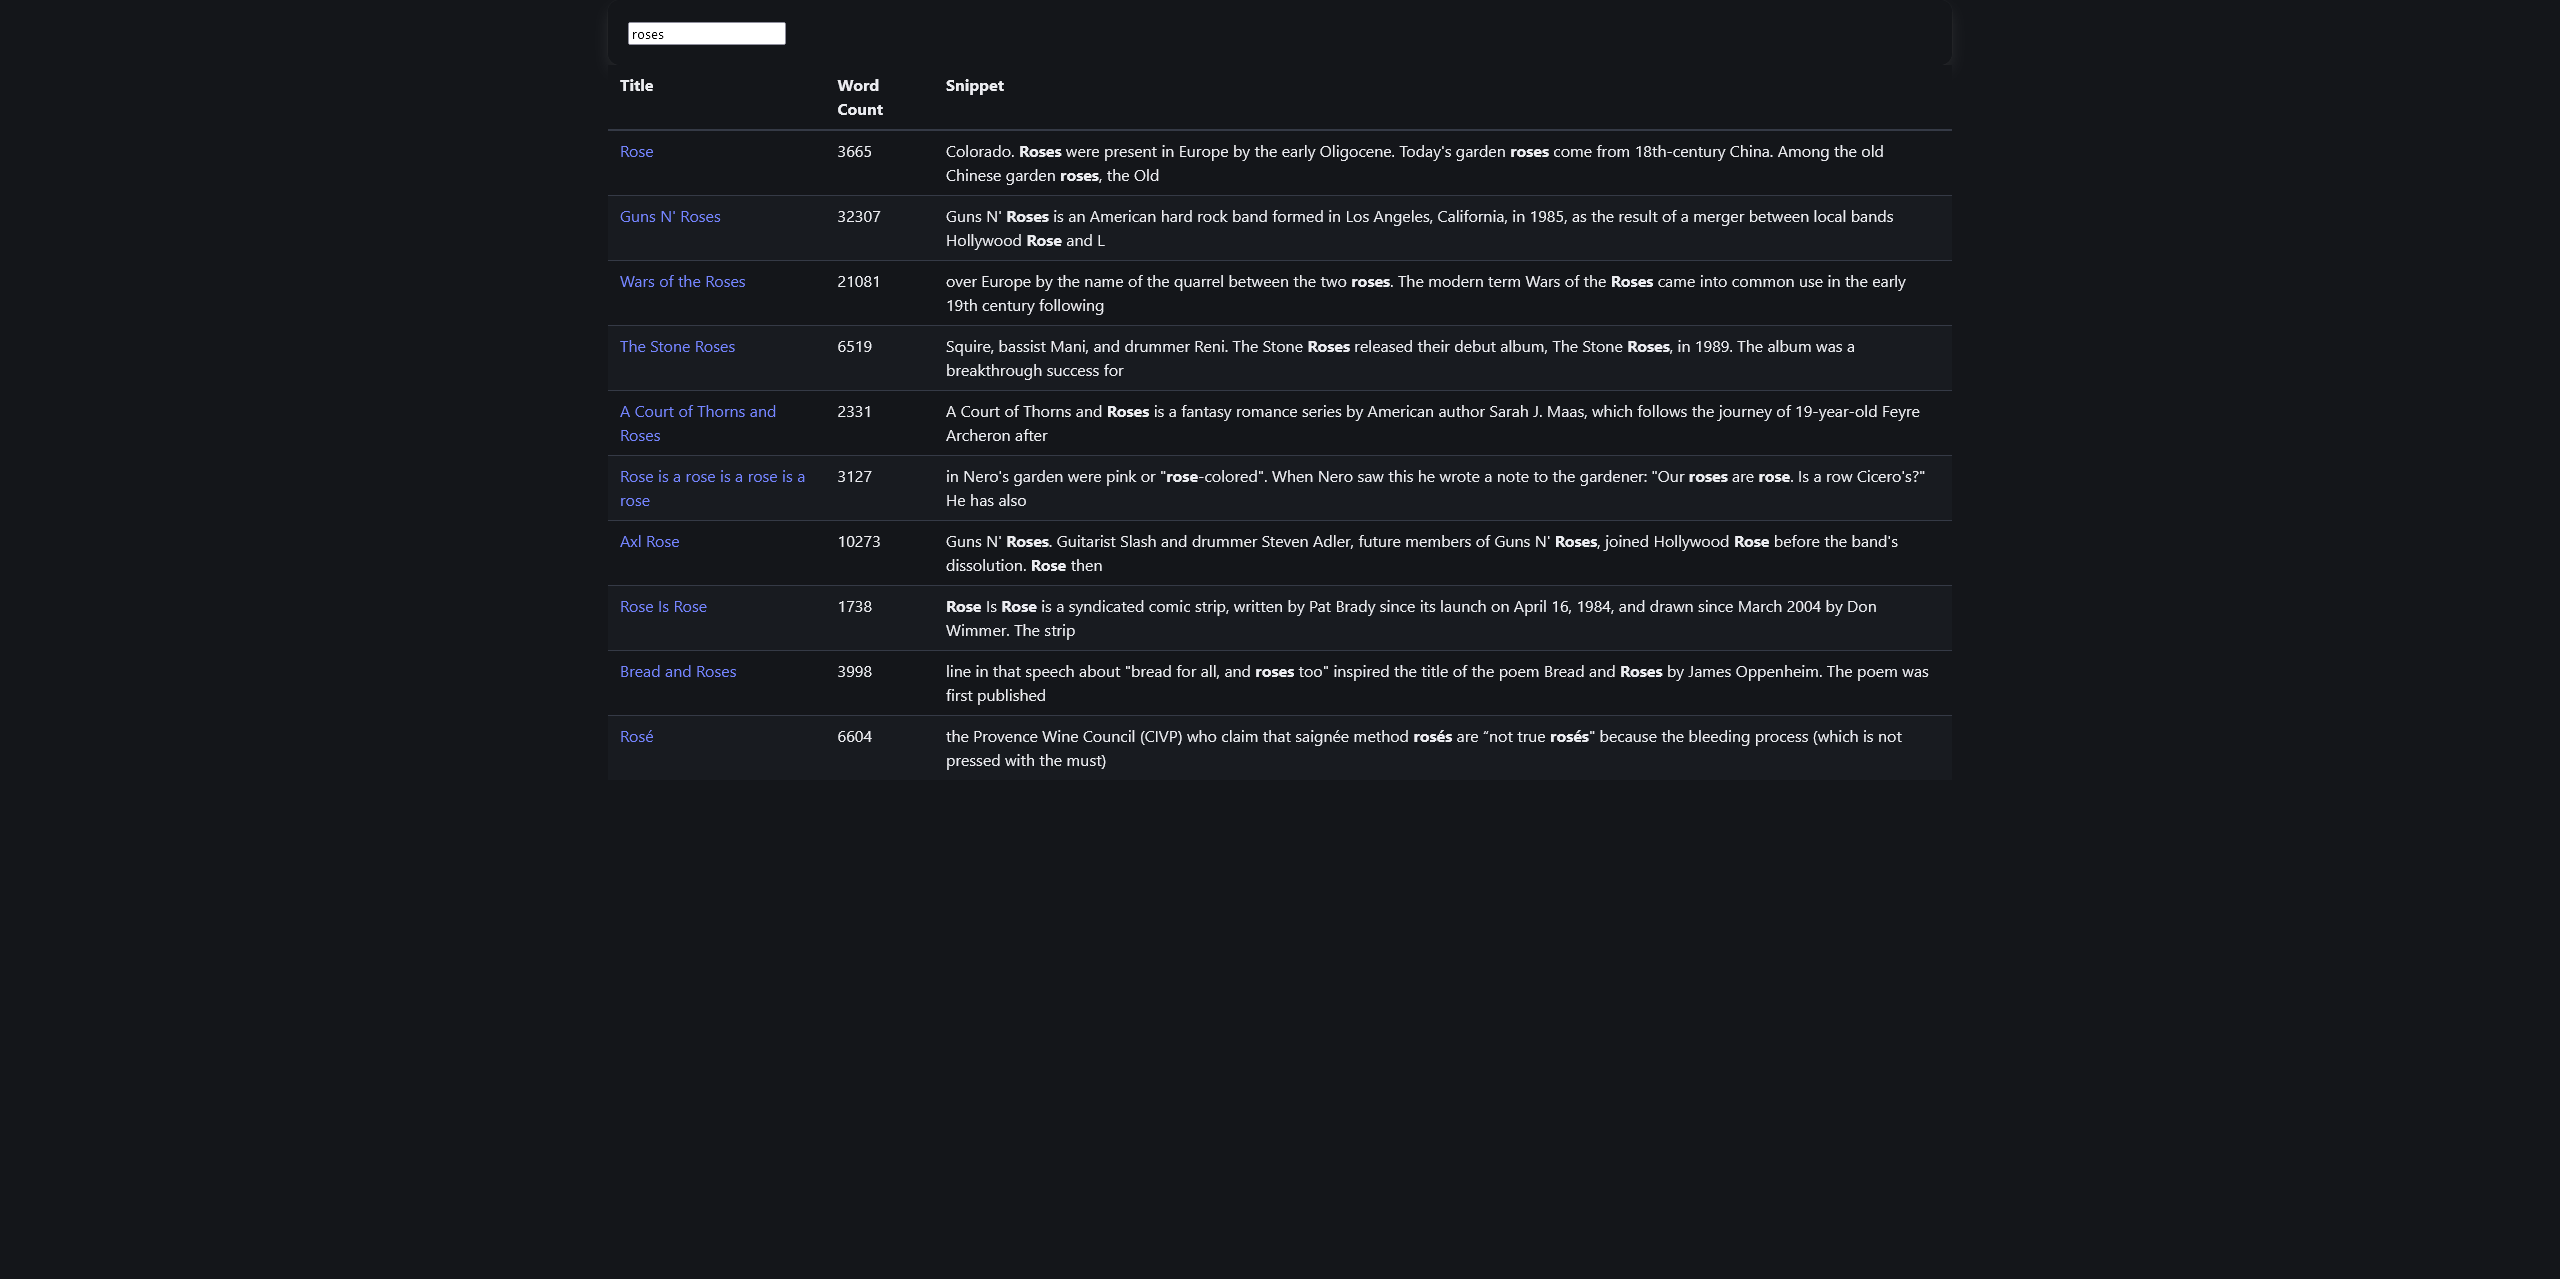 roses
Title
Word
Count
Snippet
Rose
3665
Colorado. Roses were present in Europe by the early Oligocene. Today's garden roses come from 18th-century China. Among the old
Chinese garden roses, the Old
Guns N' Roses
32307
Guns N' Roses is an American hard rock band formed in Los Angeles, California, in 1985, as the result of a merger between local bands
Hollywood Rose and L
Wars of the Roses
21081
over Europe by the name of the quarrel between the two roses. The modern term Wars of the Roses came into common use in the early
19th century following
The Stone Roses
6519
Squire, bassist Mani, and drummer Reni. The Stone Roses released their debut album, The Stone Roses, in 1989. The album was a
breakthrough success for
A Court of Thorns and
Roses
2331
A Court of Thorns and Roses is a fantasy romance series by American author Sarah J. Maas, which follows the journey of 19-year-old Feyre
Archeron after
Rose is a rose is a rose is a
rose
3127
in Nero's garden were pink or "rose-colored". When Nero saw this he wrote a note to the gardener: "Our roses are rose. Is a row Cicero's?"
He has also
Axl Rose
10273
Guns N' Roses. Guitarist Slash and drummer Steven Adler, future members of Guns N' Roses, joined Hollywood Rose before the band's
dissolution. Rose then
Rose Is Rose
1738
Rose Is Rose is a syndicated comic strip, written by Pat Brady since its launch on April 16, 1984, and drawn since March 2004 by Don
Wimmer. The strip
Bread and Roses
3998
line in that speech about "bread for all, and roses too" inspired the title of the poem Bread and Roses by James Oppenheim. The poem was
first published
Rosé
6604
the Provence Wine Council (CIVP) who claim that saignée method rosés are “not true rosés" because the bleeding process (which is not
pressed with the must)